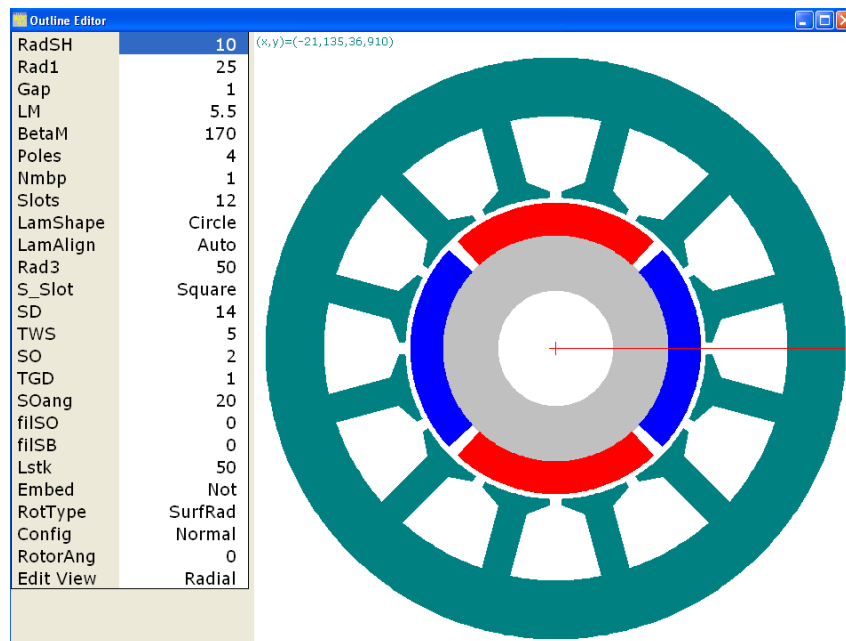 Outline Editor
RadSH 10
(x,y)=(-21,135,36,910)
Rad1 25
Gap 1
LM 5.5
BetaM 170
Poles 4
Nmbp 1
Slots 12
LamShape Circle
LamAlign Auto
Rad3 50
S_Slot Square
SD 14
TWS 5
SO 2
TGD 1
SOang 20
filSO 0
filSB 0
Lstk 50
Embed Not
RotType SurfRad
Config Normal
RotorAng 0
Edit View Radial